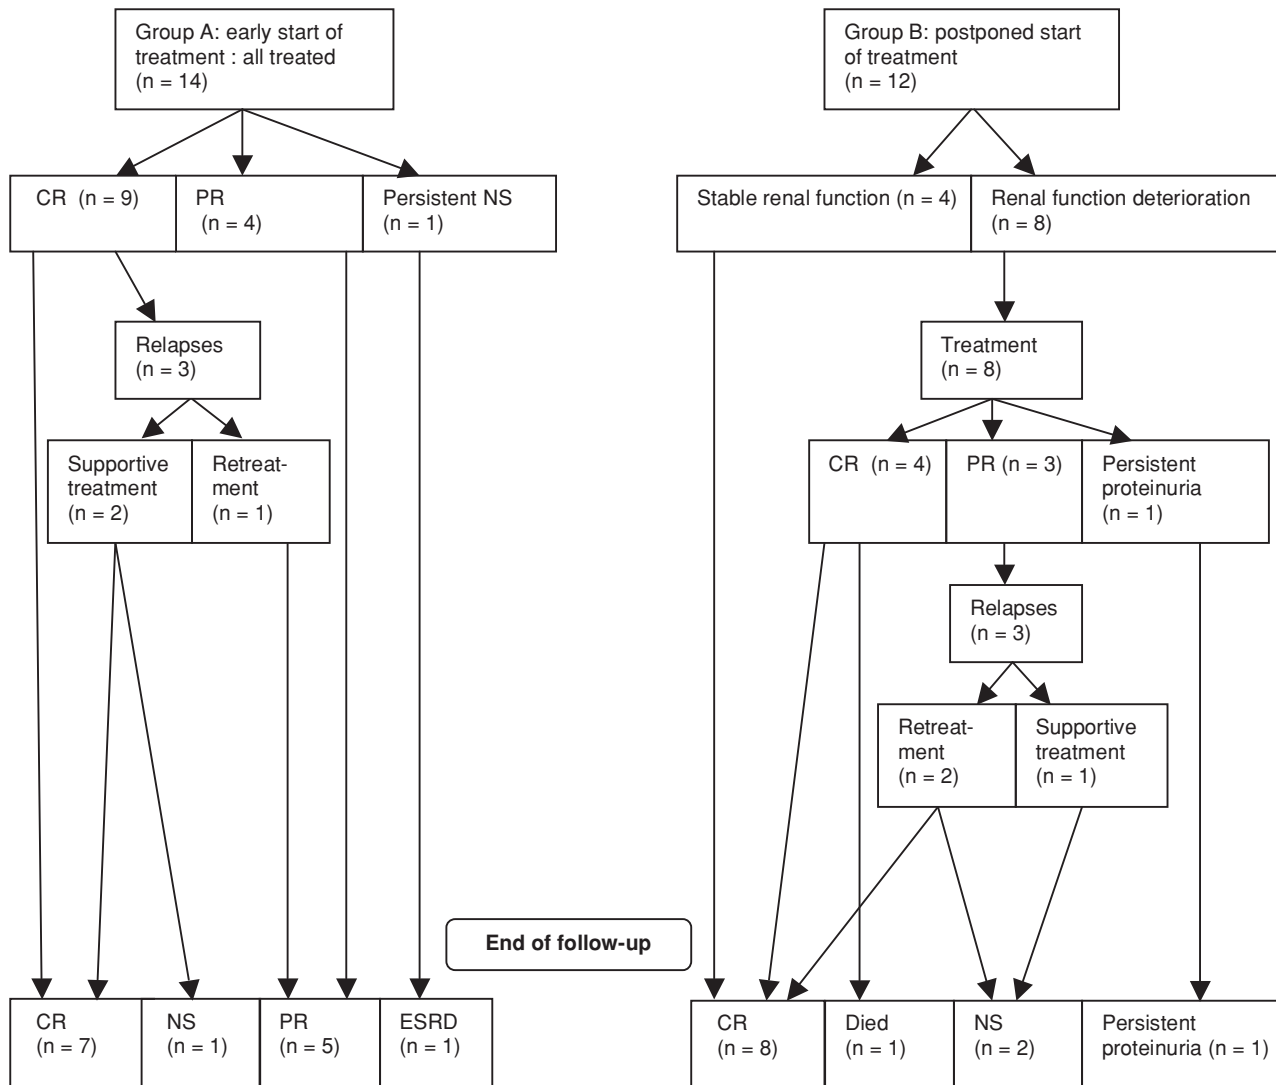 Group A: early start of
treatment : all treated
(n = 14)
Group B: postponed start
of treatment
(n = 12)
CR (n = 9)
PR
(n = 4)
Persistent NS
(n = 1)
Stable renal function (n = 4)
Renal function deterioration
(n = 8)
Relapses
(n = 3)
Treatment
(n = 8)
Supportive
treatment
(n = 2)
Retreat-
ment
(n = 1)
CR (n = 4)
PR (n = 3)
Persistent
proteinuria
(n = 1)
Relapses
(n = 3)
Retreat-
ment
(n = 2)
Supportive
treatment
(n = 1)
End of follow-up
CR
(n = 7)
NS
(n = 1)
PR
(n = 5)
ESRD
(n = 1)
CR
(n = 8)
Died
(n = 1)
NS
(n = 2)
Persistent
proteinuria (n = 1)